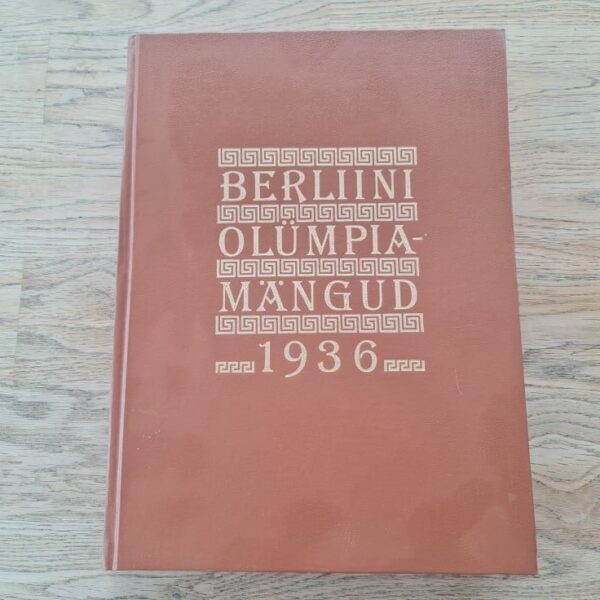 BERLIINI
OLÜMPIA-
MÄNGUD
1936